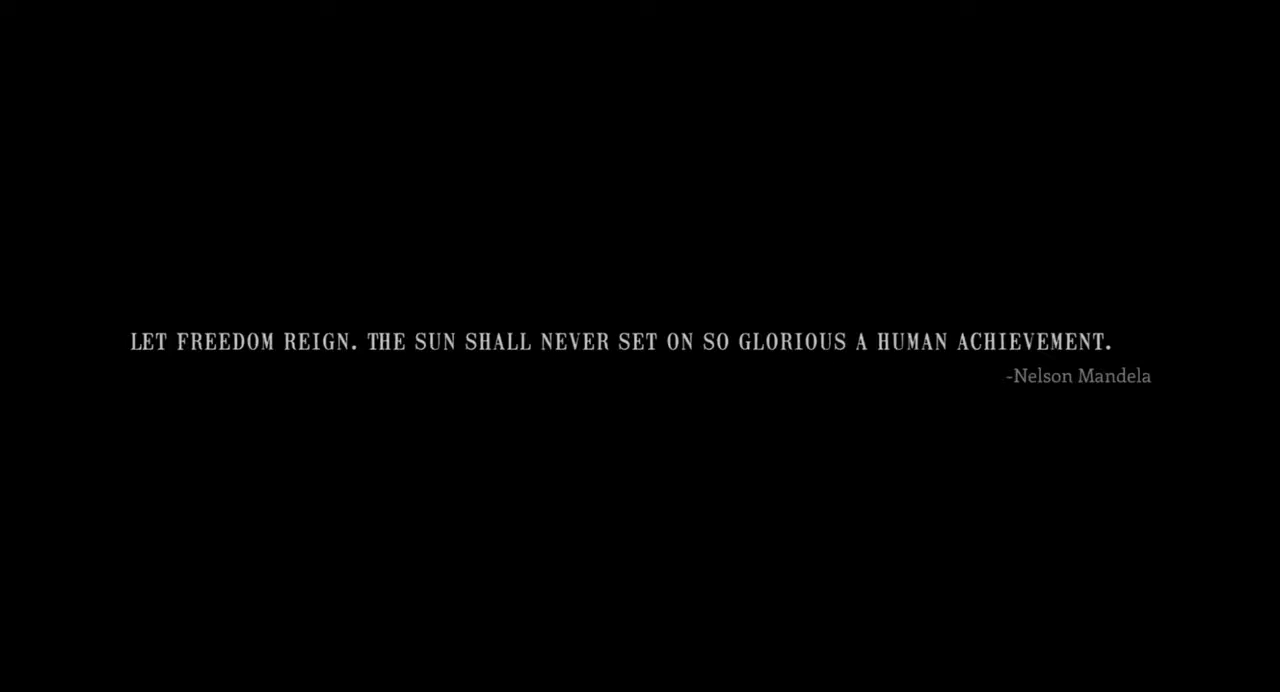 LET FREEDOM REIGN. THE SUN SHALL NEVER SET ON SO GLORIOUS A HUMAN ACHIEVEMENT.
-Nelson Mandela